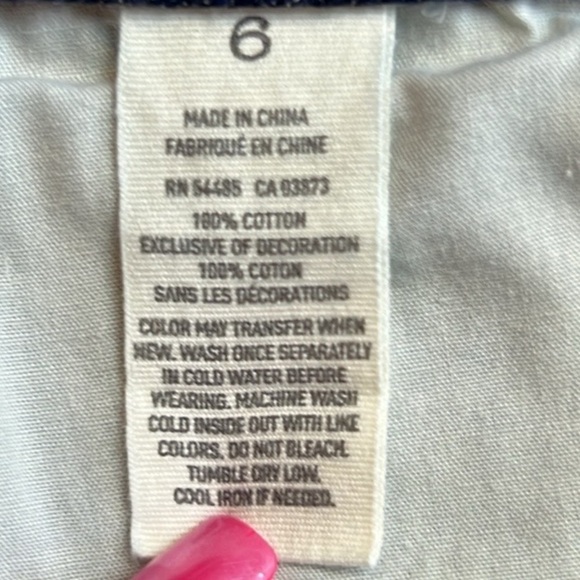 6
MADE IN CHINA
FABRIQUÉ EN CHINE
RN 54485 CA 03873
100% COTTON
EXCLUSIVE OF DECORATION
100% COTON
SANS LES DÉCORATIONS
COLOR MAY TRANSFER WHEN
NEW. WASH ONCE SEPARATELY
IN COLD WATER BEFORE
WEARING. MACHINE WASH
COLD INSIDE OUT WITH LIKE
COLORS. DO NOT BLEACH.
TUMBLE DRY LOW.
COOL IRON IF NEEDED.